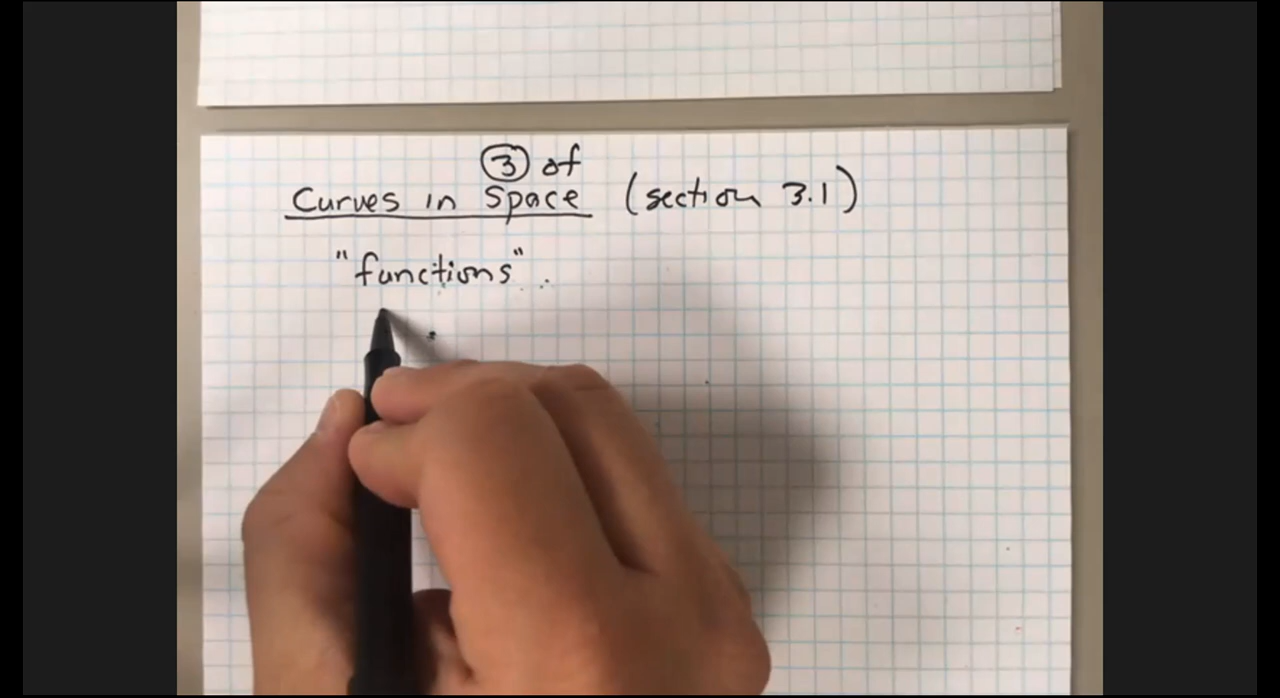 ③ of
Curves in Space (section 3.1)
"functions".